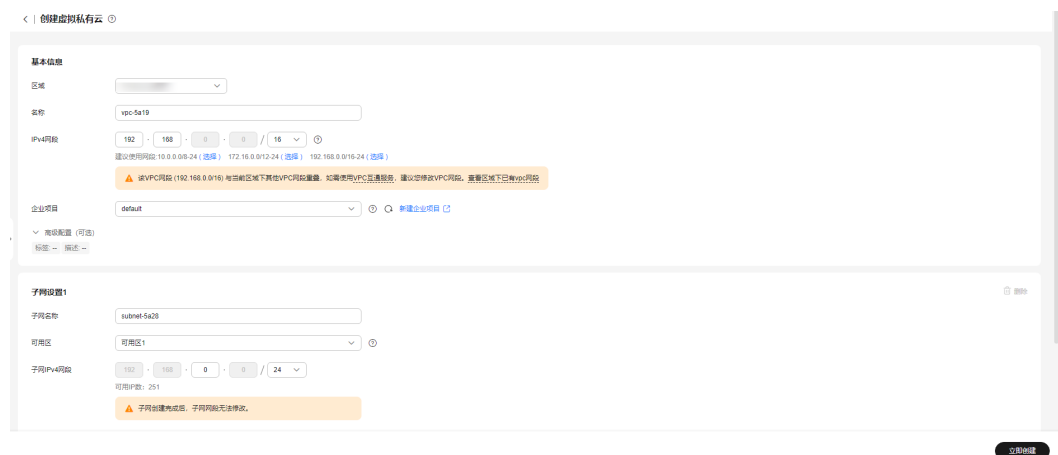 创建虚拟私有云
基本信息
区域
名称 vpc-5a19
IPv4网段 192 · 168 · 0 · 0 / 16
建议使用网段:10.0.0.0/8-24 ( 选择 ) 172.16.0.0/12-24 ( 选择 ) 192.168.0.0/16-24 ( 选择 )
该VPC网段 (192.168.0.0/16) 与当前区域下其他VPC网段重叠，如需使用VPC互通服务，建议您修改VPC网段。查看区域下已有vpc网段
企业项目 default 新建企业项目
高级配置（可选）
标签: -- 描述: --
子网设置1 删除
子网名称 subnet-5a28
可用区 可用区1
子网IPv4网段 192 · 168 · 0 · 0 / 24
可用IP数：251
子网创建完成后，子网网段无法修改。
立即创建